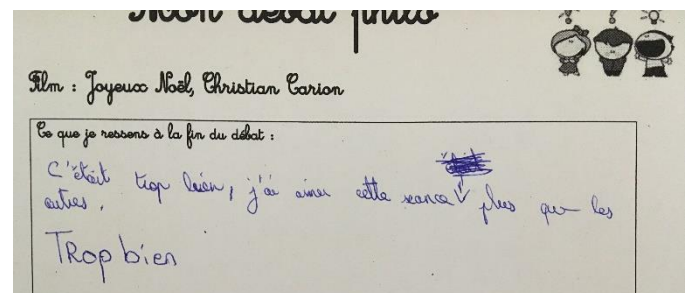 Mon débat philo
Film : Joyeux Noël, Christian Carion
Ce que je ressens à la fin du débat :
C'était trop bien, j'ai aimer cette seance plus que les
autres.
TRop bien